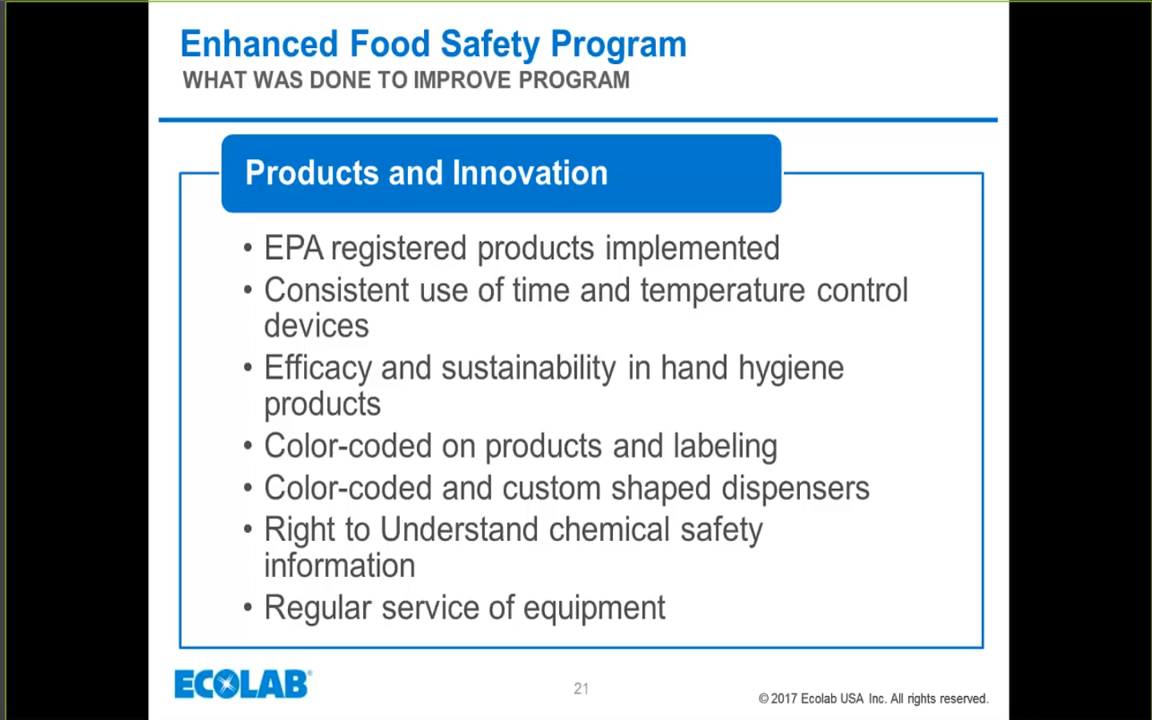 Enhanced Food Safety Program
WHAT WAS DONE TO IMPROVE PROGRAM
Products and Innovation
• EPA registered products implemented
• Consistent use of time and temperature control
devices
• Efficacy and sustainability in hand hygiene
products
• Color-coded on products and labeling
• Color-coded and custom shaped dispensers
• Right to Understand chemical safety
information
• Regular service of equipment
ECOLAB®
21
© 2017 Ecolab USA Inc. All rights reserved.